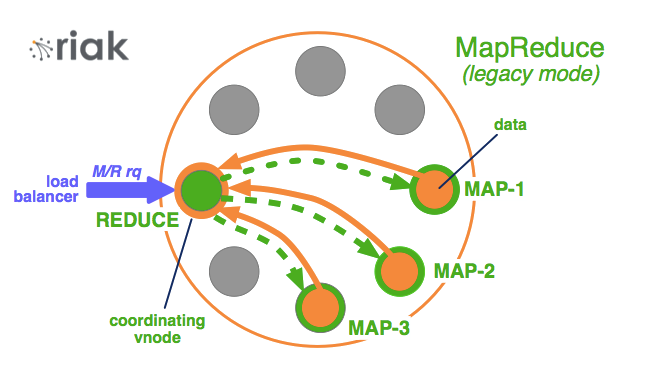 riak
MapReduce
(legacy mode)
data
M/R rq
load
balancer
MAP-1
REDUCE
MAP-2
coordinating
vnode
MAP-3